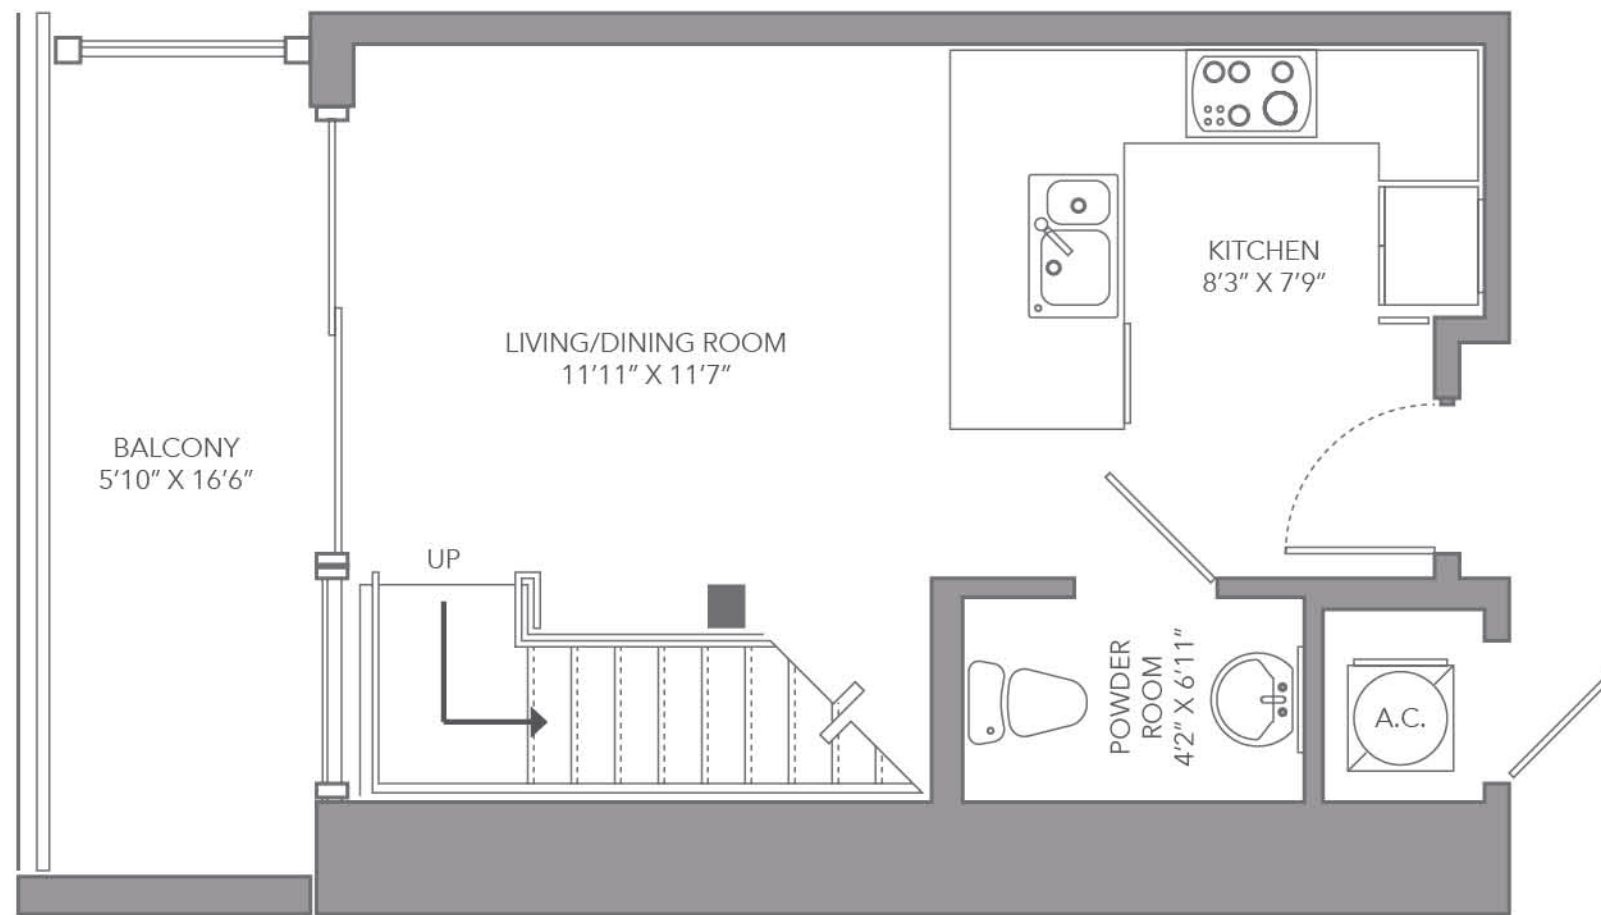 KITCHEN
8’3” X 7’9”
LIVING/DINING ROOM
11’11” X 11’7”
BALCONY
5’10” X 16’6”
UP
POWDER
ROOM
4’2” X 6’11”
A.C.